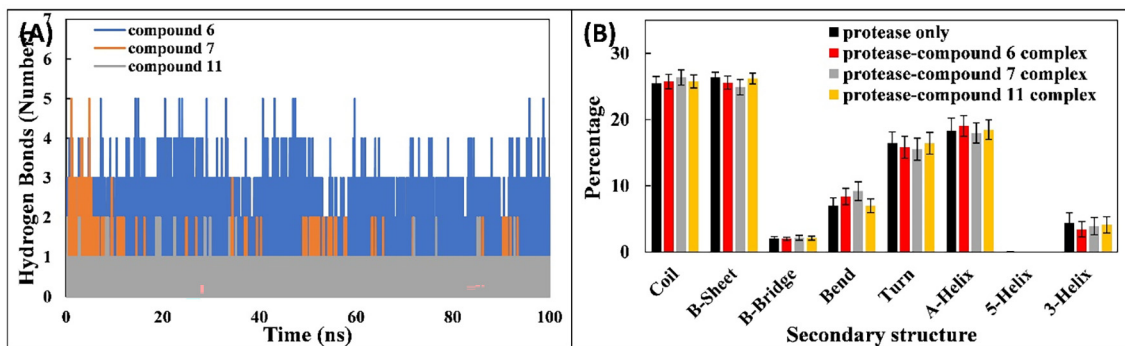 (A)
7
6
5
4
3
2
1
0
Hydrogen Bonds (Number)
compound 6
compound 7
compound 11
0 20 40 60 80 100
Time (ns)
(B)
30
20
10
0
Percentage
protease only
protease-compound 6 complex
protease-compound 7 complex
protease-compound 11 complex
Coil
B-Sheet
B-Bridge
Bend
Turn
A-Helix
5-Helix
3-Helix
Secondary structure